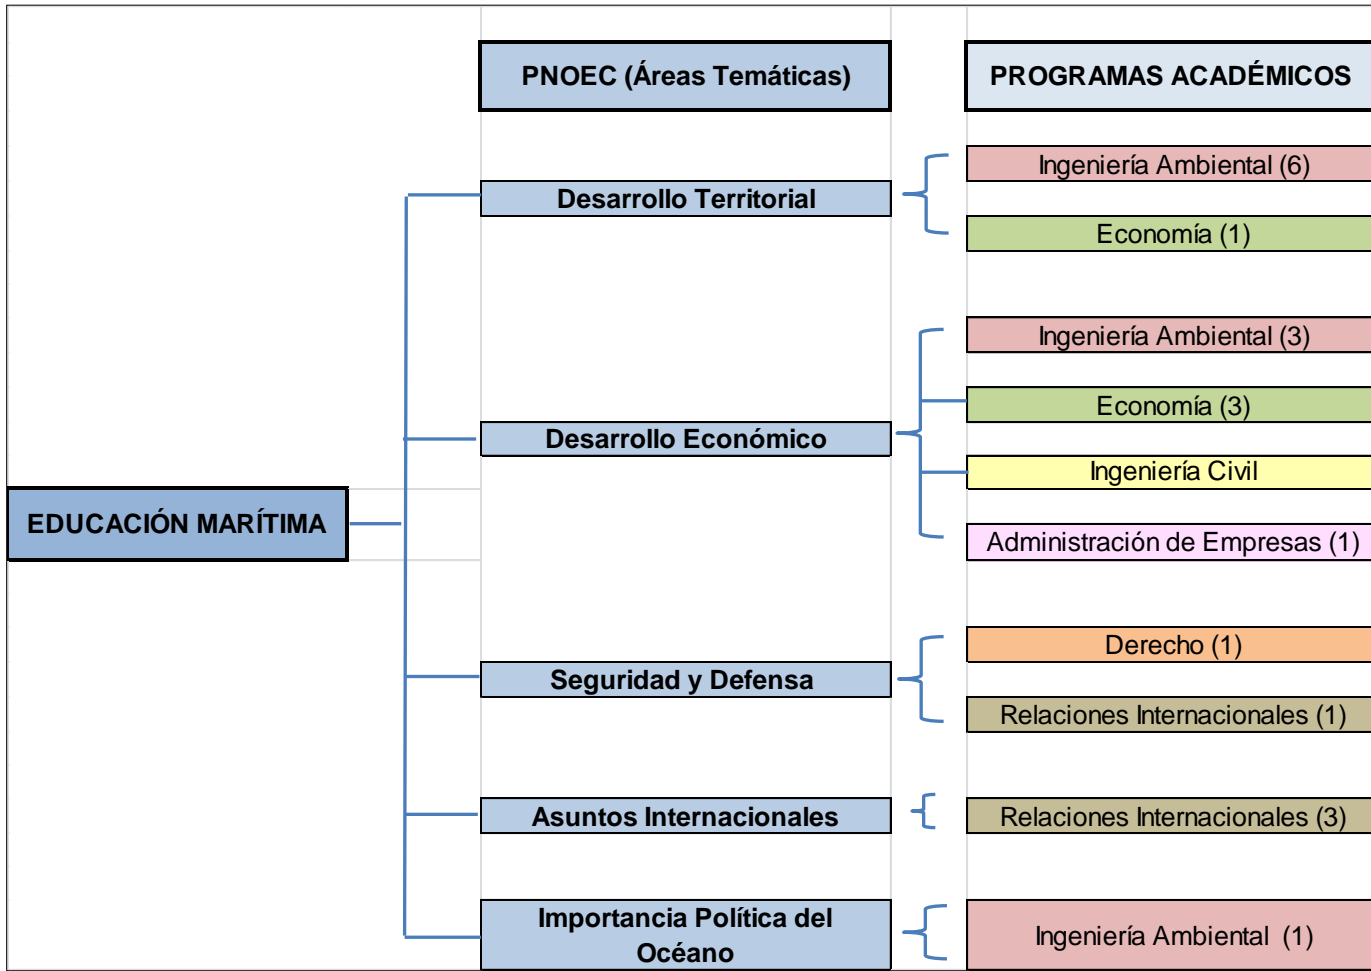 PNOEC (Áreas Temáticas)
PROGRAMAS ACADÉMICOS
Ingeniería Ambiental (6)
Desarrollo Territorial
Economía (1)
Ingeniería Ambiental (3)
Economía (3)
Desarrollo Económico
Ingeniería Civil
EDUCACIÓN MARÍTIMA
Administración de Empresas (1)
Derecho (1)
Seguridad y Defensa
Relaciones Internacionales (1)
Asuntos Internacionales
Relaciones Internacionales (3)
Importancia Política del
Océano
Ingeniería Ambiental (1)